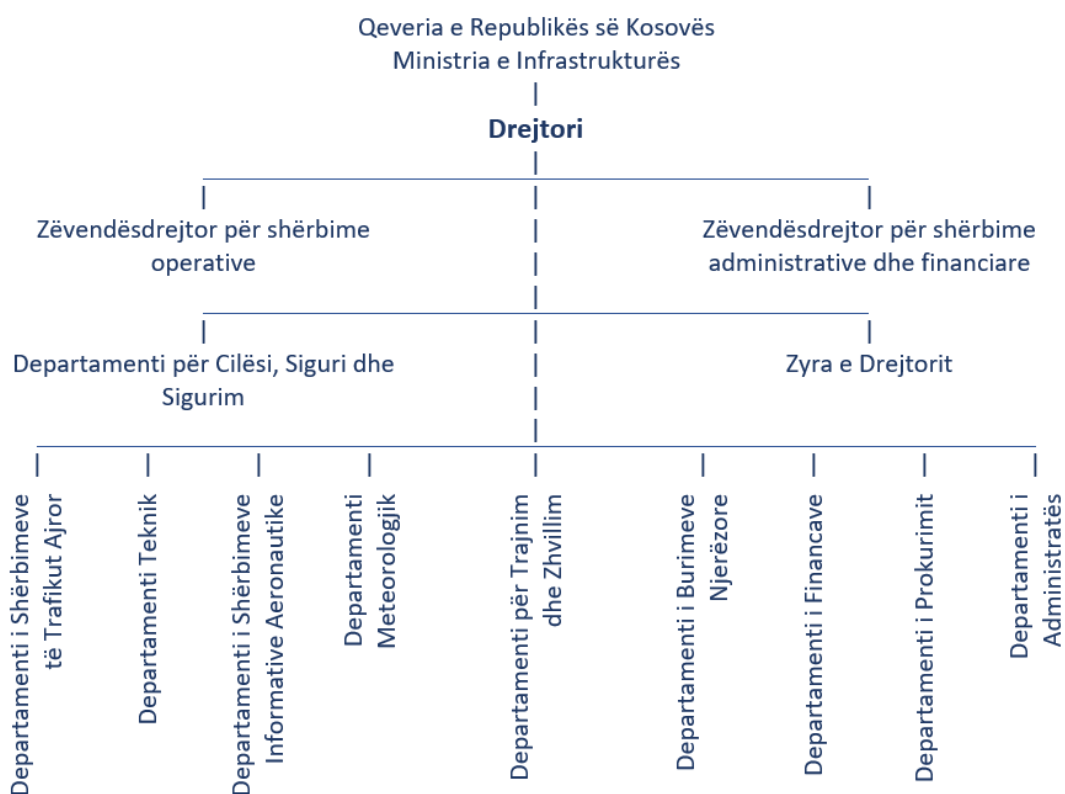 Qeveria e Republikës së Kosovës
Ministria e Infrastrukturës
Drejtori
Zëvendësdrejtor për shërbime
operative
Zëvendësdrejtor për shërbime
administrative dhe financiare
Departamenti për Cilësi, Siguri dhe
Sigurim
Zyra e Drejtorit
Departamenti i Shërbimeve
të Trafikut Ajror
Departamenti Teknik
Departamenti i Shërbimeve
Informative Aeronautike
Departamenti
Meteorologjik
Departamenti për Trajnim
dhe Zhvillim
Departamenti i Burimeve
Njerëzore
Departamenti i Financave
Departamenti i Prokurimit
Departamenti i
Administratës